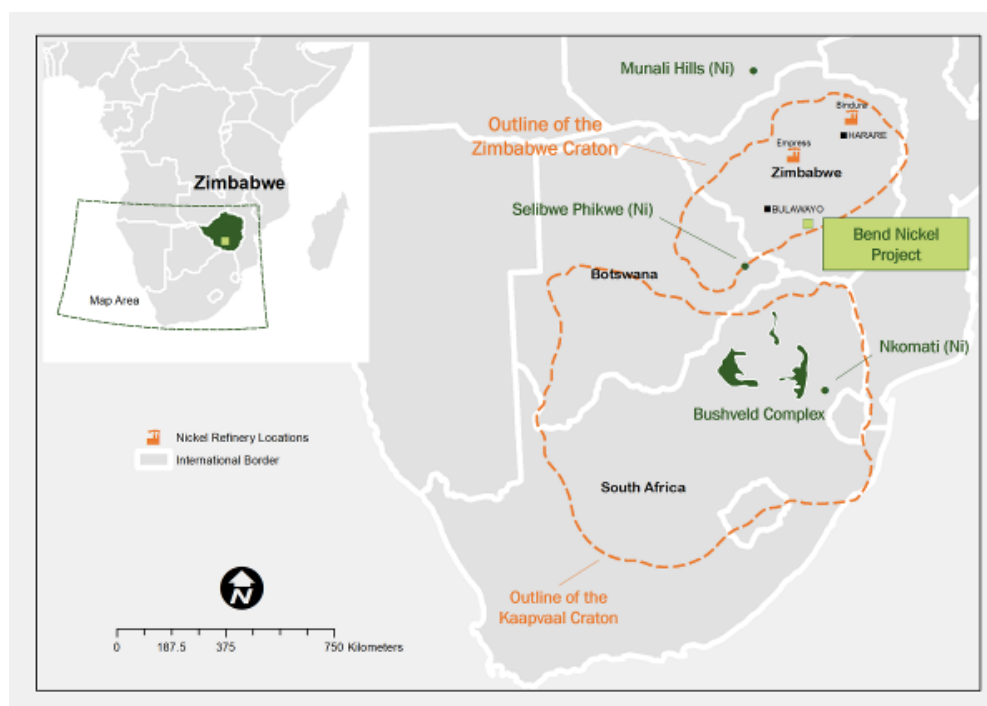 Zimbabwe
Map Area
Munali Hills (Ni)
Bindura
HARARE
Outline of the
Zimbabwe Craton
Empress
Zimbabwe
Selibwe Phikwe (Ni)
BULAWAYO
Bend Nickel
Project
Botswana
Nkomati (Ni)
Bushveld Complex
South Africa
Outline of the
Kaapvaal Craton
Nickel Refinery Locations
International Border
N
0 187.5 375 750 Kilometers